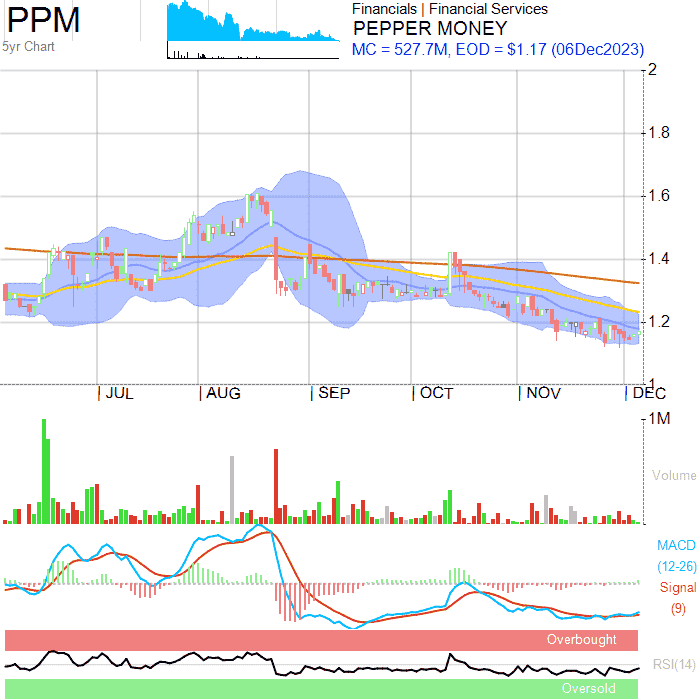 PPM
5yr Chart
Financials | Financial Services
PEPPER MONEY
MC = 527.7M, EOD = $1.17 (06Dec2023)
2
1.8
1.6
1.4
1.2
1
JUL AUG SEP OCT NOV DEC
1M
Volume
MACD
(12-26)
Signal
(9)
Overbought
RSI(14)
Oversold